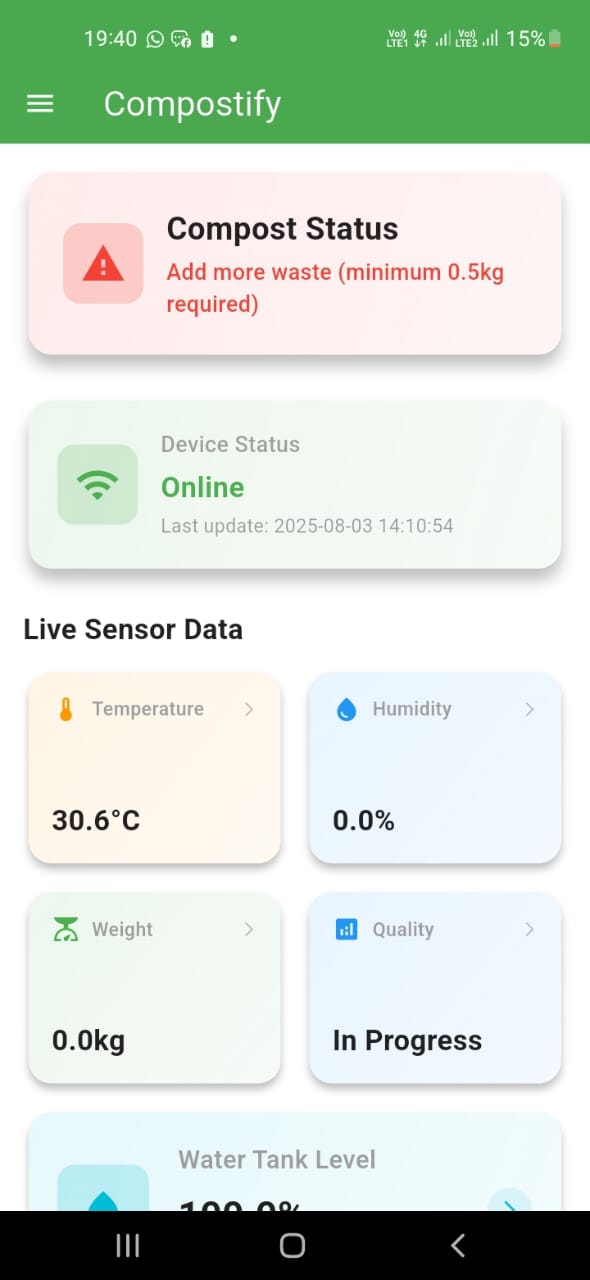 19:40
Vo)) LTE1 4G Vo)) LTE2 15%
Compostify
Compost Status
Add more waste (minimum 0.5kg
required)
Device Status
Online
Last update: 2025-08-03 14:10:54
Live Sensor Data
Temperature
Humidity
30.6°C
0.0%
Weight
Quality
0.0kg
In Progress
Water Tank Level